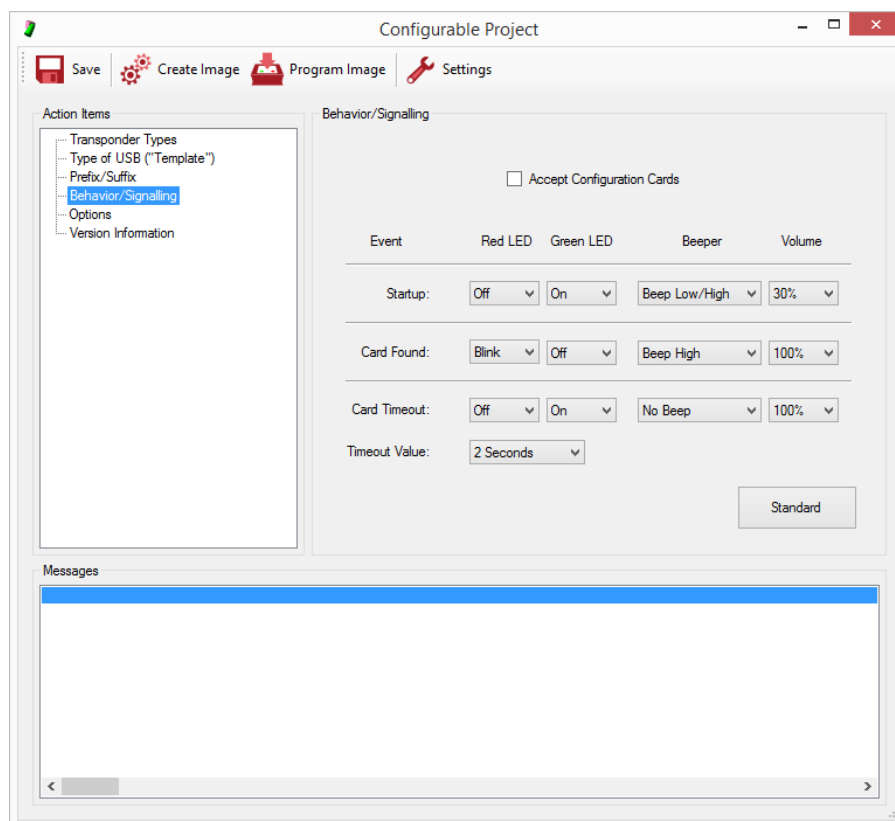 Configurable Project
Save Create Image Program Image Settings
Action Items
Transponder Types
Type of USB ("Template")
Prefix/Suffix
Behavior/Signalling
Options
Version Information
Behavior/Signalling
Accept Configuration Cards
Event Red LED Green LED Beeper Volume
Startup: Off On Beep Low/High 30%
Card Found: Blink Off Beep High 100%
Card Timeout: Off On No Beep 100%
Timeout Value: 2 Seconds
Standard
Messages